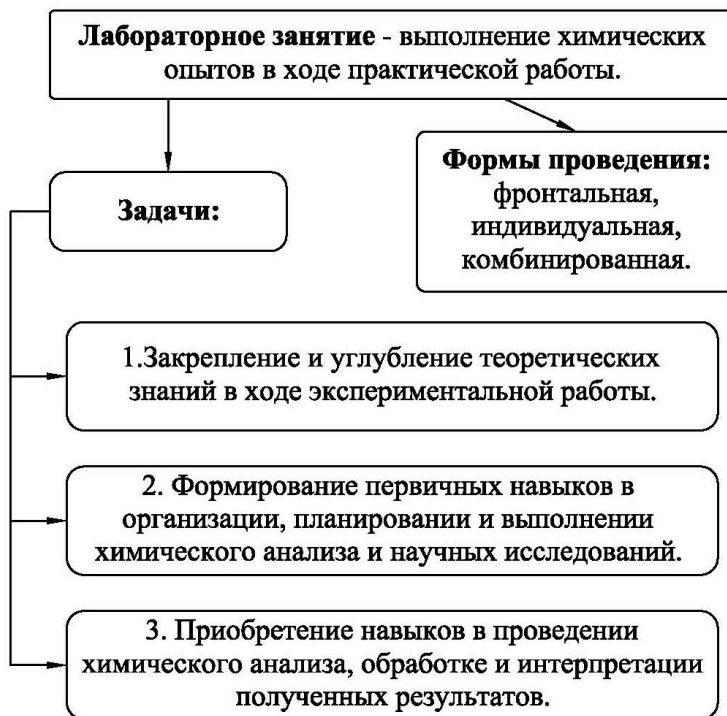 Лабораторное занятие - выполнение химических
опытов в ходе практической работы.
Формы проведения:
фронтальная,
индивидуальная,
комбинированная.
Задачи:
1.Закрепление и углубление теоретических
знаний в ходе экспериментальной работы.
2. Формирование первичных навыков в
организации, планировании и выполнении
химического анализа и научных исследований.
3. Приобретение навыков в проведении
химического анализа, обработке и интерпретации
полученных результатов.